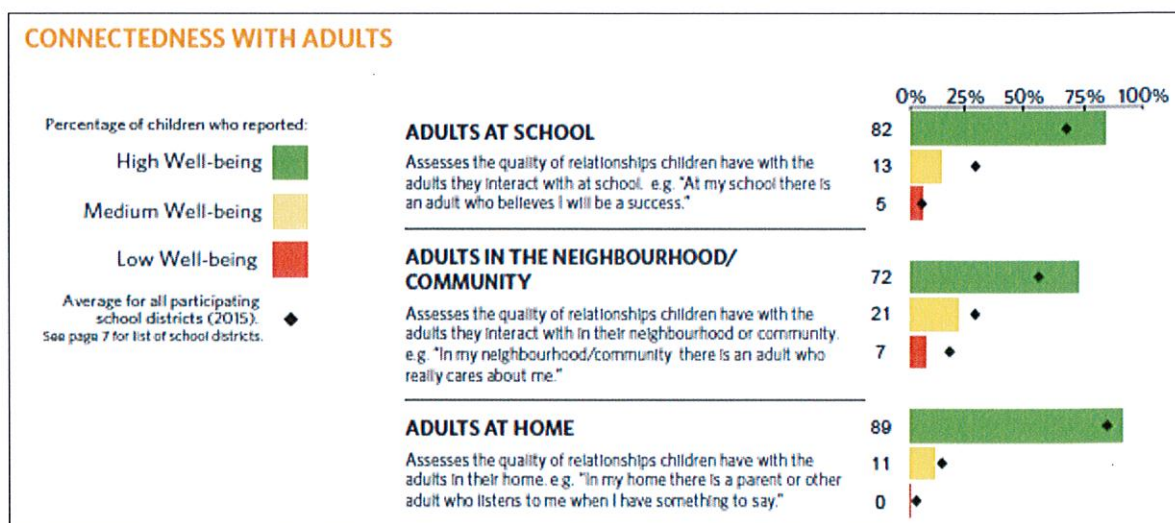 CONNECTEDNESS WITH ADULTS
Percentage of children who reported:
High Well-being
Medium Well-being
Low Well-being
Average for all participating
school districts (2015).
See page 7 for list of school districts.
0% 25% 50% 75% 100%
ADULTS AT SCHOOL
Assesses the quality of relationships children have with the
adults they interact with at school. e.g. "At my school there is
an adult who believes I will be a success."
82
13
5
ADULTS IN THE NEIGHBOURHOOD/
COMMUNITY
Assesses the quality of relationships children have with the
adults they interact with in their neighbourhood or community.
e.g. "In my neighbourhood/community there is an adult who
really cares about me."
72
21
7
ADULTS AT HOME
Assesses the quality of relationships children have with the
adults in their home. e.g. "In my home there is a parent or other
adult who listens to me when I have something to say."
89
11
0